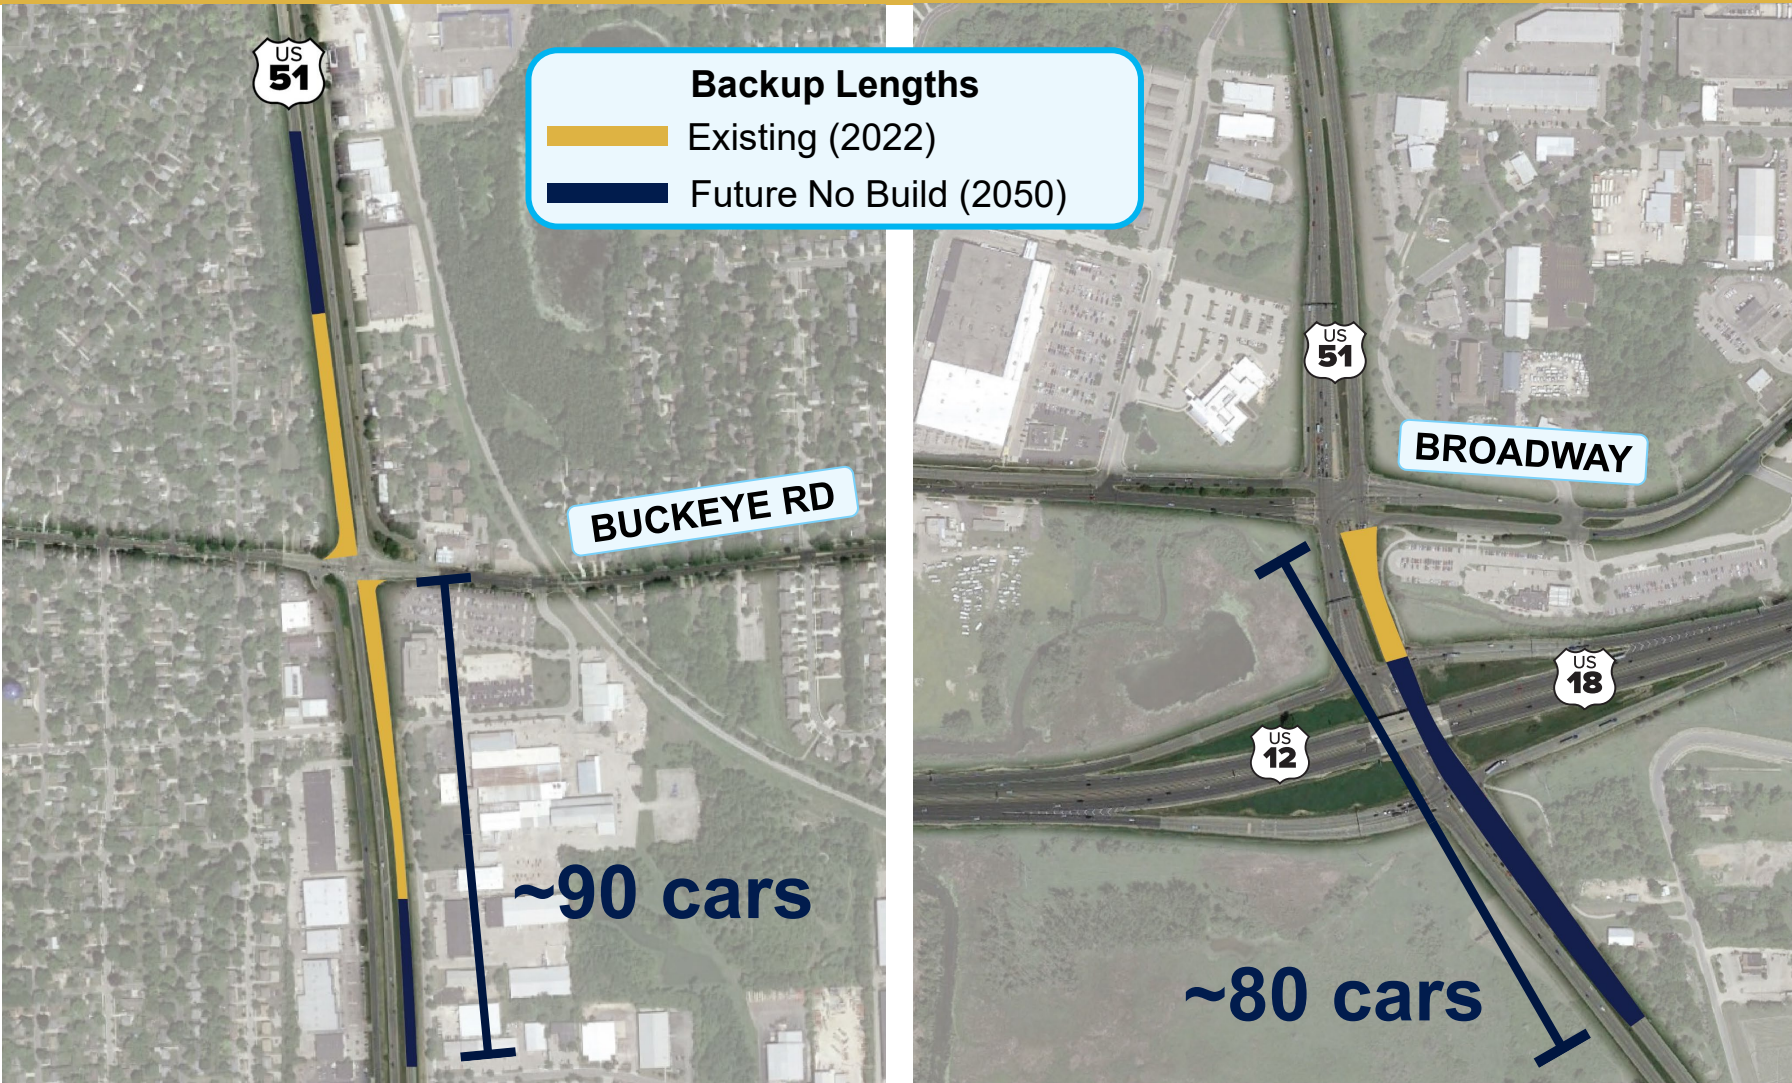 US
51
Backup Lengths
Existing (2022)
Future No Build (2050)
BUCKEYE RD
~90 cars
US
51
BROADWAY
US
18
US
12
~80 cars